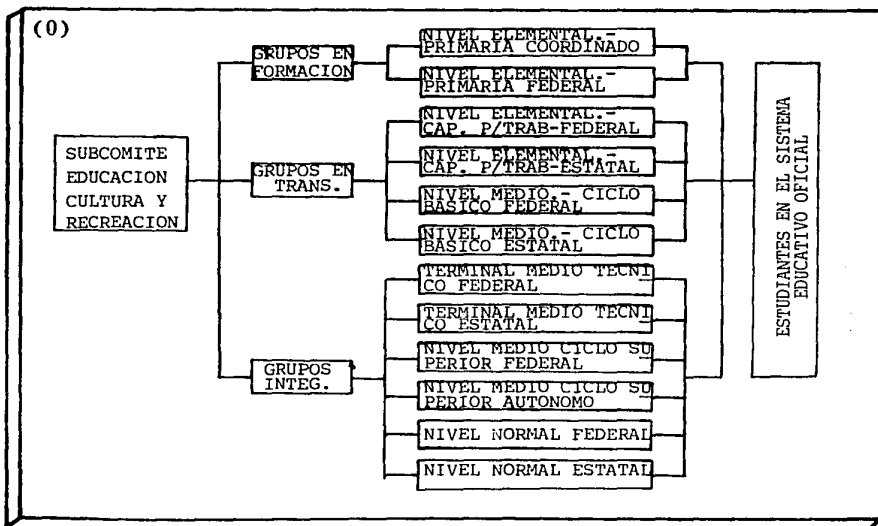 (0)
SUBCOMITE
EDUCACION
CULTURA Y
RECREACION
GRUPOS EN
FORMACION
GRUPOS EN
TRANS.
GRUPOS
INTEG.
NIVEL ELEMENTAL.-
PRIMARIA COORDINADO
NIVEL ELEMENTAL.-
PRIMARIA FEDERAL
NIVEL ELEMENTAL.-
CAP. P/TRAB-FEDERAL
NIVEL ELEMENTAL.-
CAP. P/TRAB-ESTATAL
NIVEL MEDIO.- CICLO
BASICO FEDERAL
NIVEL MEDIO.- CICLO
BASICO ESTATAL
TERMINAL MEDIO TECNI
CO FEDERAL
TERMINAL MEDIO TECNI
CO ESTATAL
NIVEL MEDIO CICLO SU
PERIOR FEDERAL
NIVEL MEDIO CICLO SU
PERIOR AUTONOMO
NIVEL NORMAL FEDERAL
NIVEL NORMAL ESTATAL
ESTUDIANTES EN EL SISTEMA
EDUCATIVO OFICIAL